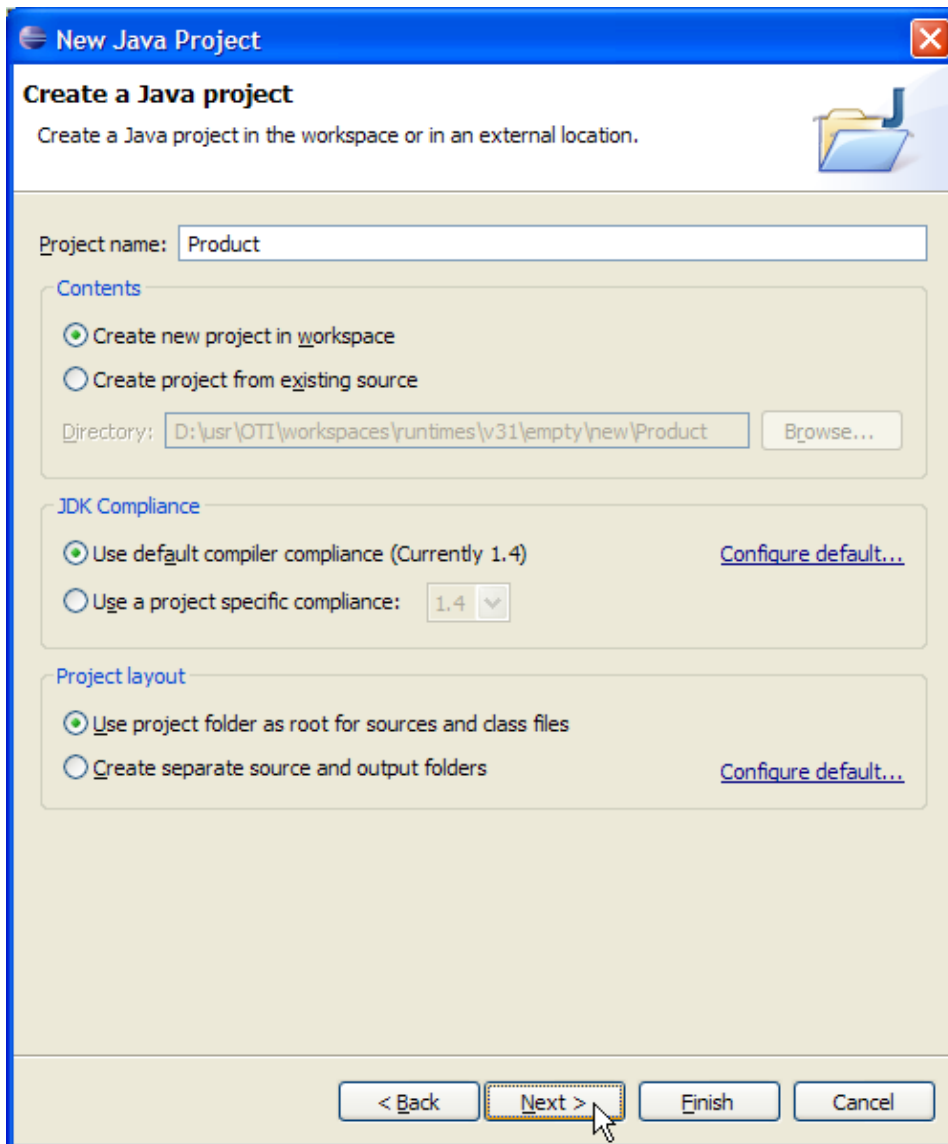 New Java Project
Create a Java project
Create a Java project in the workspace or in an external location.
Project name: Product
Contents
Create new project in workspace
Create project from existing source
Directory: D:\usr\OTI\workspaces\runtimes\v31\empty\new\Product Browse...
JDK Compliance
Use default compiler compliance (Currently 1.4) Configure default...
Use a project specific compliance: 1.4
Project layout
Use project folder as root for sources and class files
Create separate source and output folders Configure default...
< Back Next > Finish Cancel